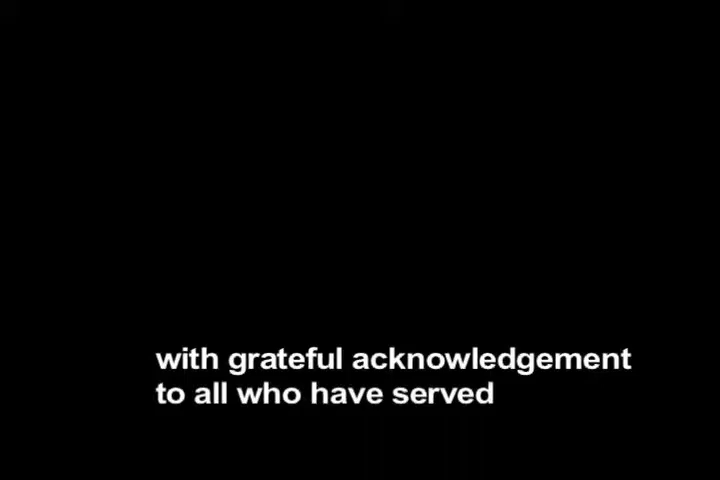 with grateful acknowledgement
to all who have served